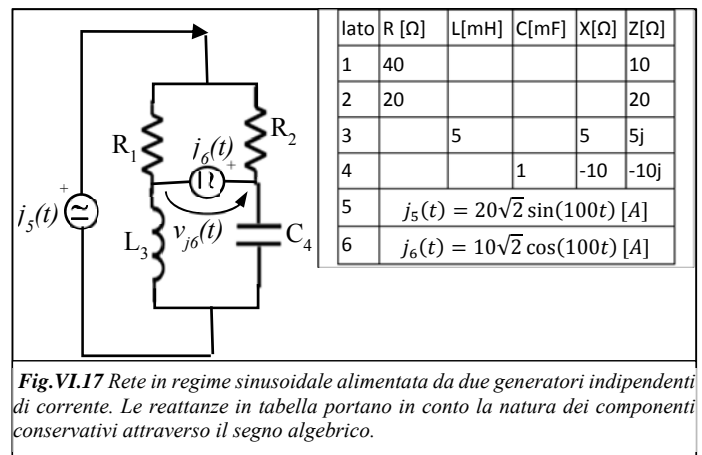 lato R [Ω] L[mH] C[mF] X[Ω] Z[Ω]
1 40 10
2 20 20
3 5 5 5j
4 1 -10 -10j
5 j₅(t) = 20√2 sin(100t) [A]
6 j₆(t) = 10√2 cos(100t) [A]
R₁
j₆(t)
+
R₂
+
j₅(t)
L₃
v_j6(t)
C₄
Fig.VI.17 Rete in regime sinusoidale alimentata da due generatori indipendenti
di corrente. Le reattanze in tabella portano in conto la natura dei componenti
conservativi attraverso il segno algebrico.